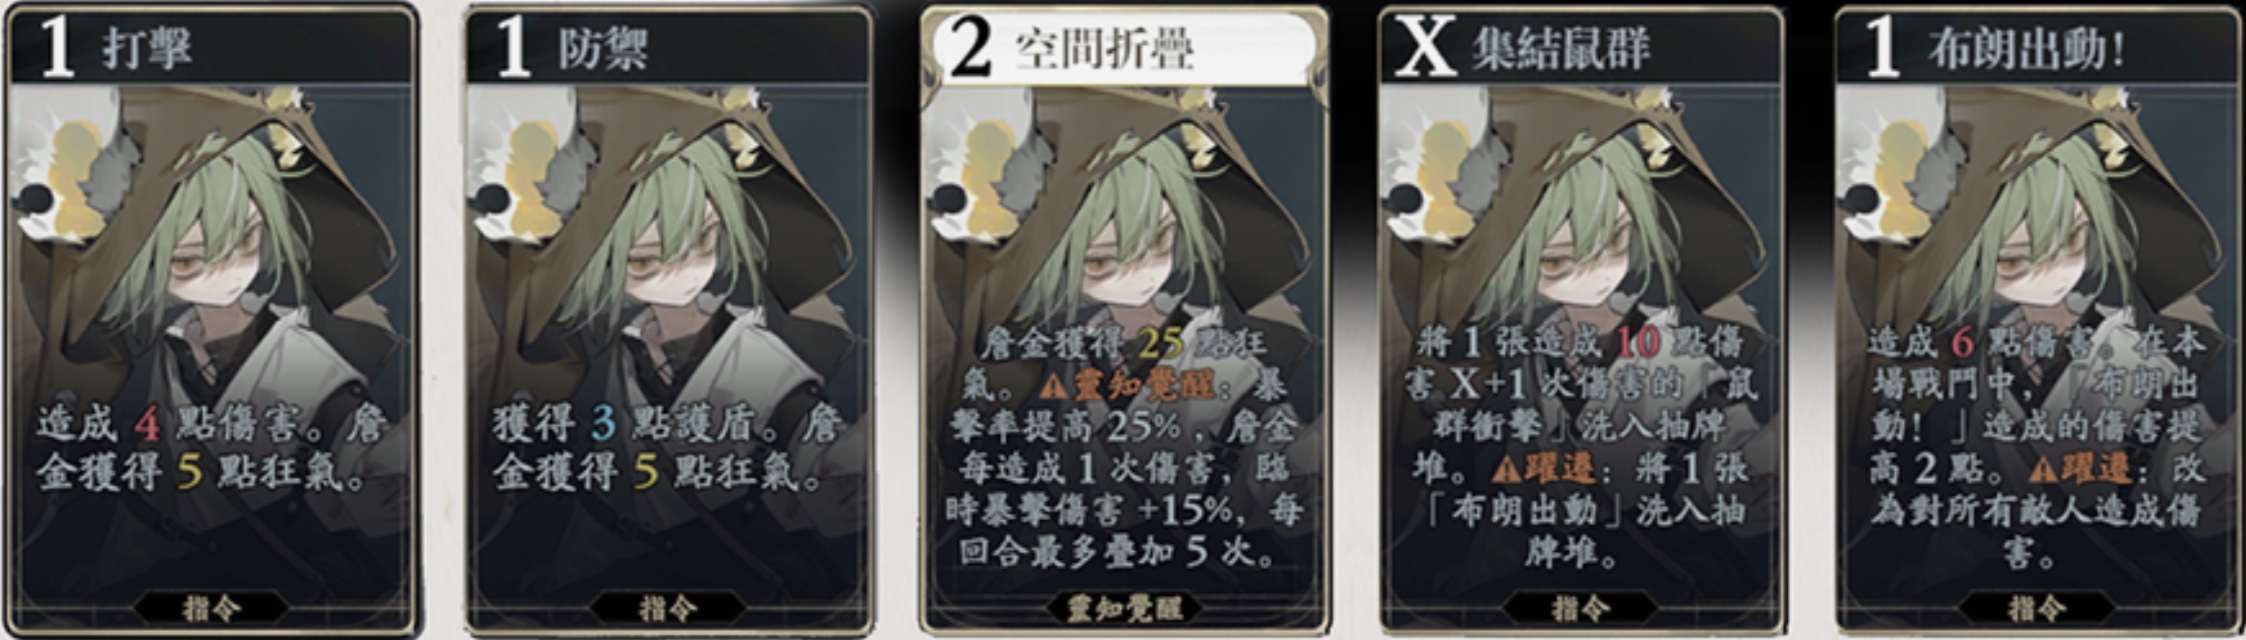 1 打擊
造成 4 點傷害。詹
金獲得 5 點狂氣。
指令
1 防禦
獲得 3 點護盾。詹
金獲得 5 點狂氣。
指令
2 空間折疊
詹金獲得 25 點狂
氣。⚠靈知覺醒：暴
擊率提高 25%，詹金
每造成 1 次傷害，臨
時暴擊傷害 +15%，每
回合最多疊加 5 次。
靈知覺醒
X 集結鼠群
將 1 張造成 10 點傷
害 X+1 次傷害的「鼠
群衝擊」洗入抽牌
堆。⚠躍遷：將 1 張
「布朗出動」洗入抽
牌堆。
指令
1 布朗出動！
造成 6 點傷害。在本
場戰鬥中，「布朗出
動！」造成的傷害提
高 2 點。⚠躍遷：改
為對所有敵人造成傷
害。
指令